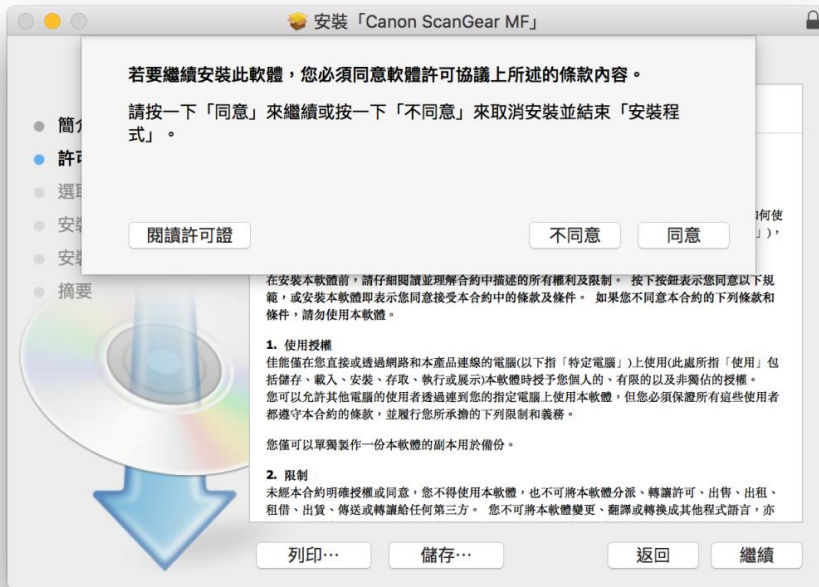 安裝「Canon ScanGear MF」
若要繼續安裝此軟體，您必須同意軟體許可協議上所述的條款內容。
請按一下「同意」來繼續或按一下「不同意」來取消安裝並結束「安裝程
式」。
閱讀許可證
不同意
同意
簡介
許可
選取
安裝
安裝
摘要
何使
」），
在安裝本軟體前，請仔細閱讀並理解合約中描述的所有權利及限制。 按下按鈕表示您同意以下規
範，或安裝本軟體即表示您同意接受本合約中的條款及條件。 如果您不同意本合約的下列條款和
條件，請勿使用本軟體。
1. 使用授權
佳能僅在您直接或透過網路和本產品連線的電腦(以下指「特定電腦」)上使用(此處所指「使用」包
括儲存、載入、安裝、存取、執行或展示)本軟體時授予您個人的、有限的以及非獨佔的授權。
您可以允許其他電腦的使用者透過連到您的指定電腦上使用本軟體，但您必須保證所有這些使用者
都遵守本合約的條款，並履行您所承擔的下列限制和義務。
您僅可以單獨製作一份本軟體的副本用於備份。
2. 限制
未經本合約明確授權或同意，您不得使用本軟體，也不可將本軟體分派、轉讓許可、出售、出租、
租借、出賃、傳送或轉讓給任何第三方。 您不可將本軟體變更、翻譯或轉換成其他程式語言，亦
列印…
儲存…
返回
繼續